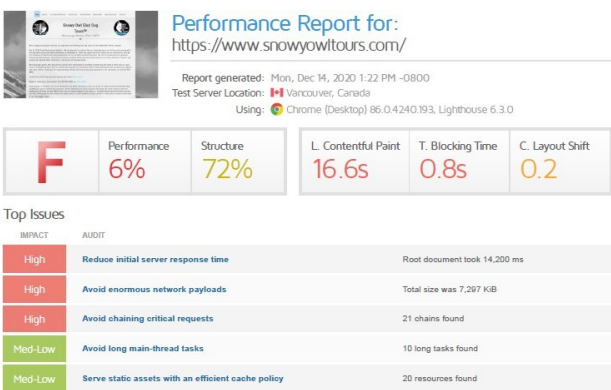 Snowy Owl Sled Dog
Tours™
Performance Report for:
https://www.snowyowltours.com/
Report generated: Mon, Dec 14, 2020 1:22 PM -0800
Test Server Location: Vancouver, Canada
Using: Chrome (Desktop) 86.0.4240.193, Lighthouse 6.3.0
F
Performance
6%
Structure
72%
L. Contentful Paint
16.6s
T. Blocking Time
0.8s
C. Layout Shift
0.2
Top Issues
IMPACT AUDIT
High Reduce initial server response time Root document took 14,200 ms
High Avoid enormous network payloads Total size was 7,297 KiB
High Avoid chaining critical requests 21 chains found
Med-Low Avoid long main-thread tasks 10 long tasks found
Med-Low Serve static assets with an efficient cache policy 20 resources found